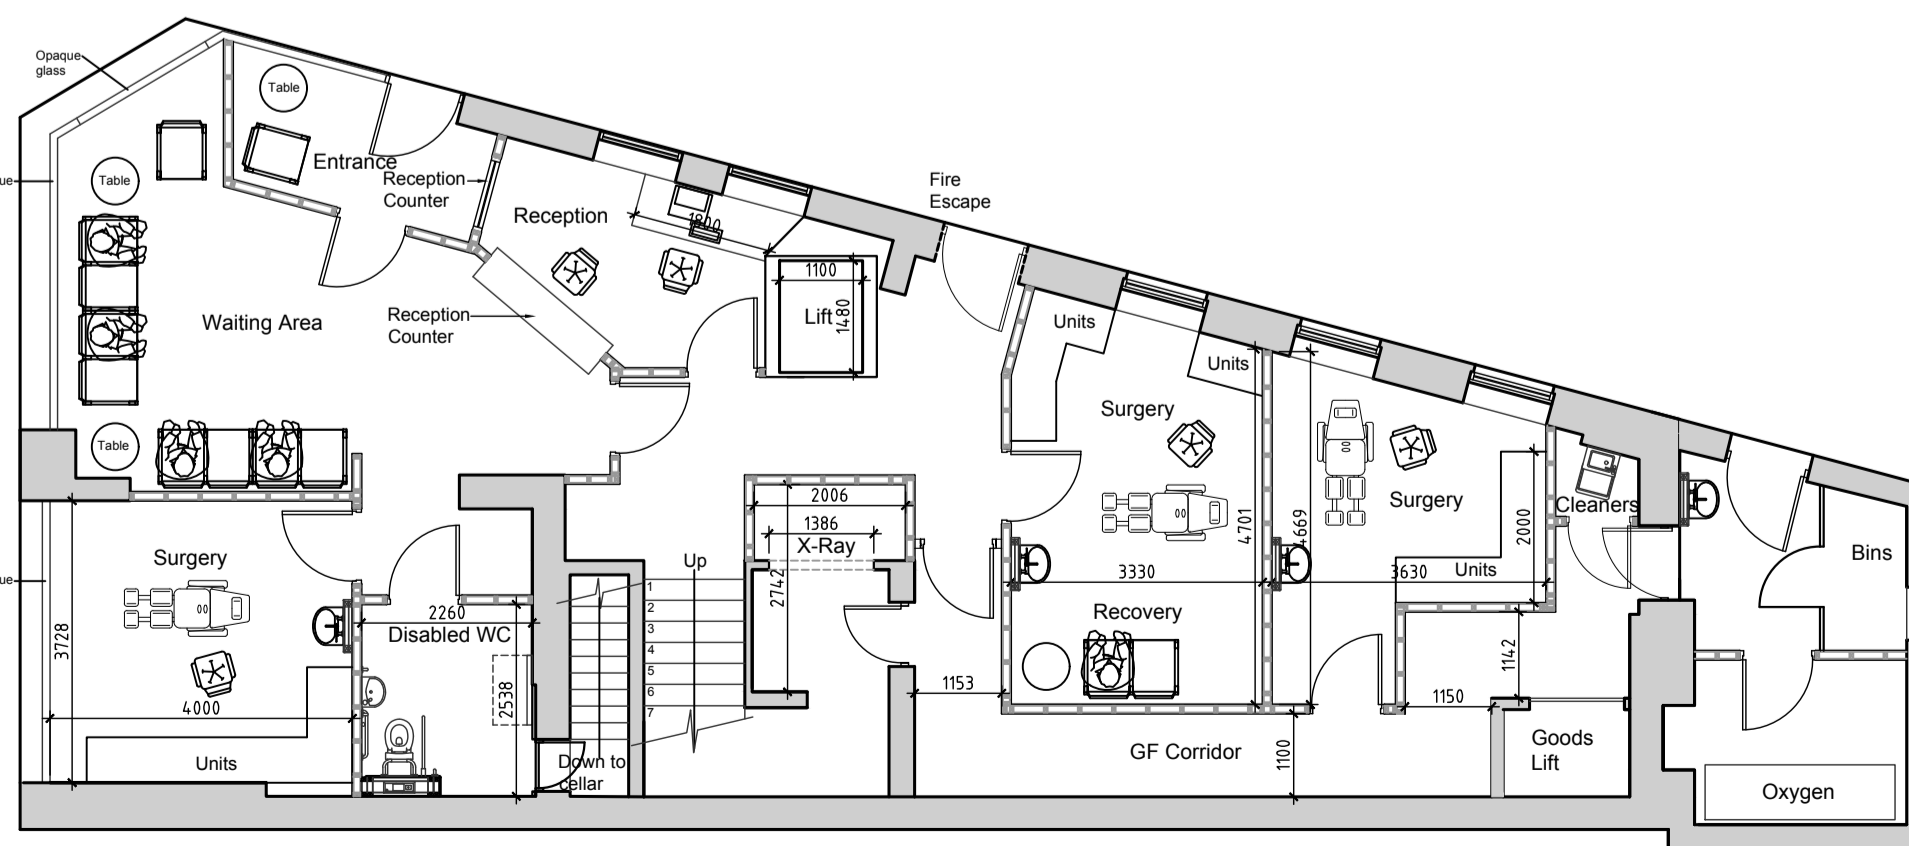 Opaque
glass
Table
Entrance
Reception
Counter
Reception
Fire
Escape
ue
Table
1800
1100
Lift
1480
Waiting Area
Reception
Counter
Units
Units
Surgery
Table
2006
1386
X-Ray
2742
Up
1
2
3
4
5
6
7
4701
4669
Surgery
2000
Cleaners
Units
Bins
3330
3630
Surgery
ue
2260
Disabled WC
3728
2538
4000
Units
Down to
cellar
Recovery
1153
1142
1150
GF Corridor
1100
Goods
Lift
Oxygen